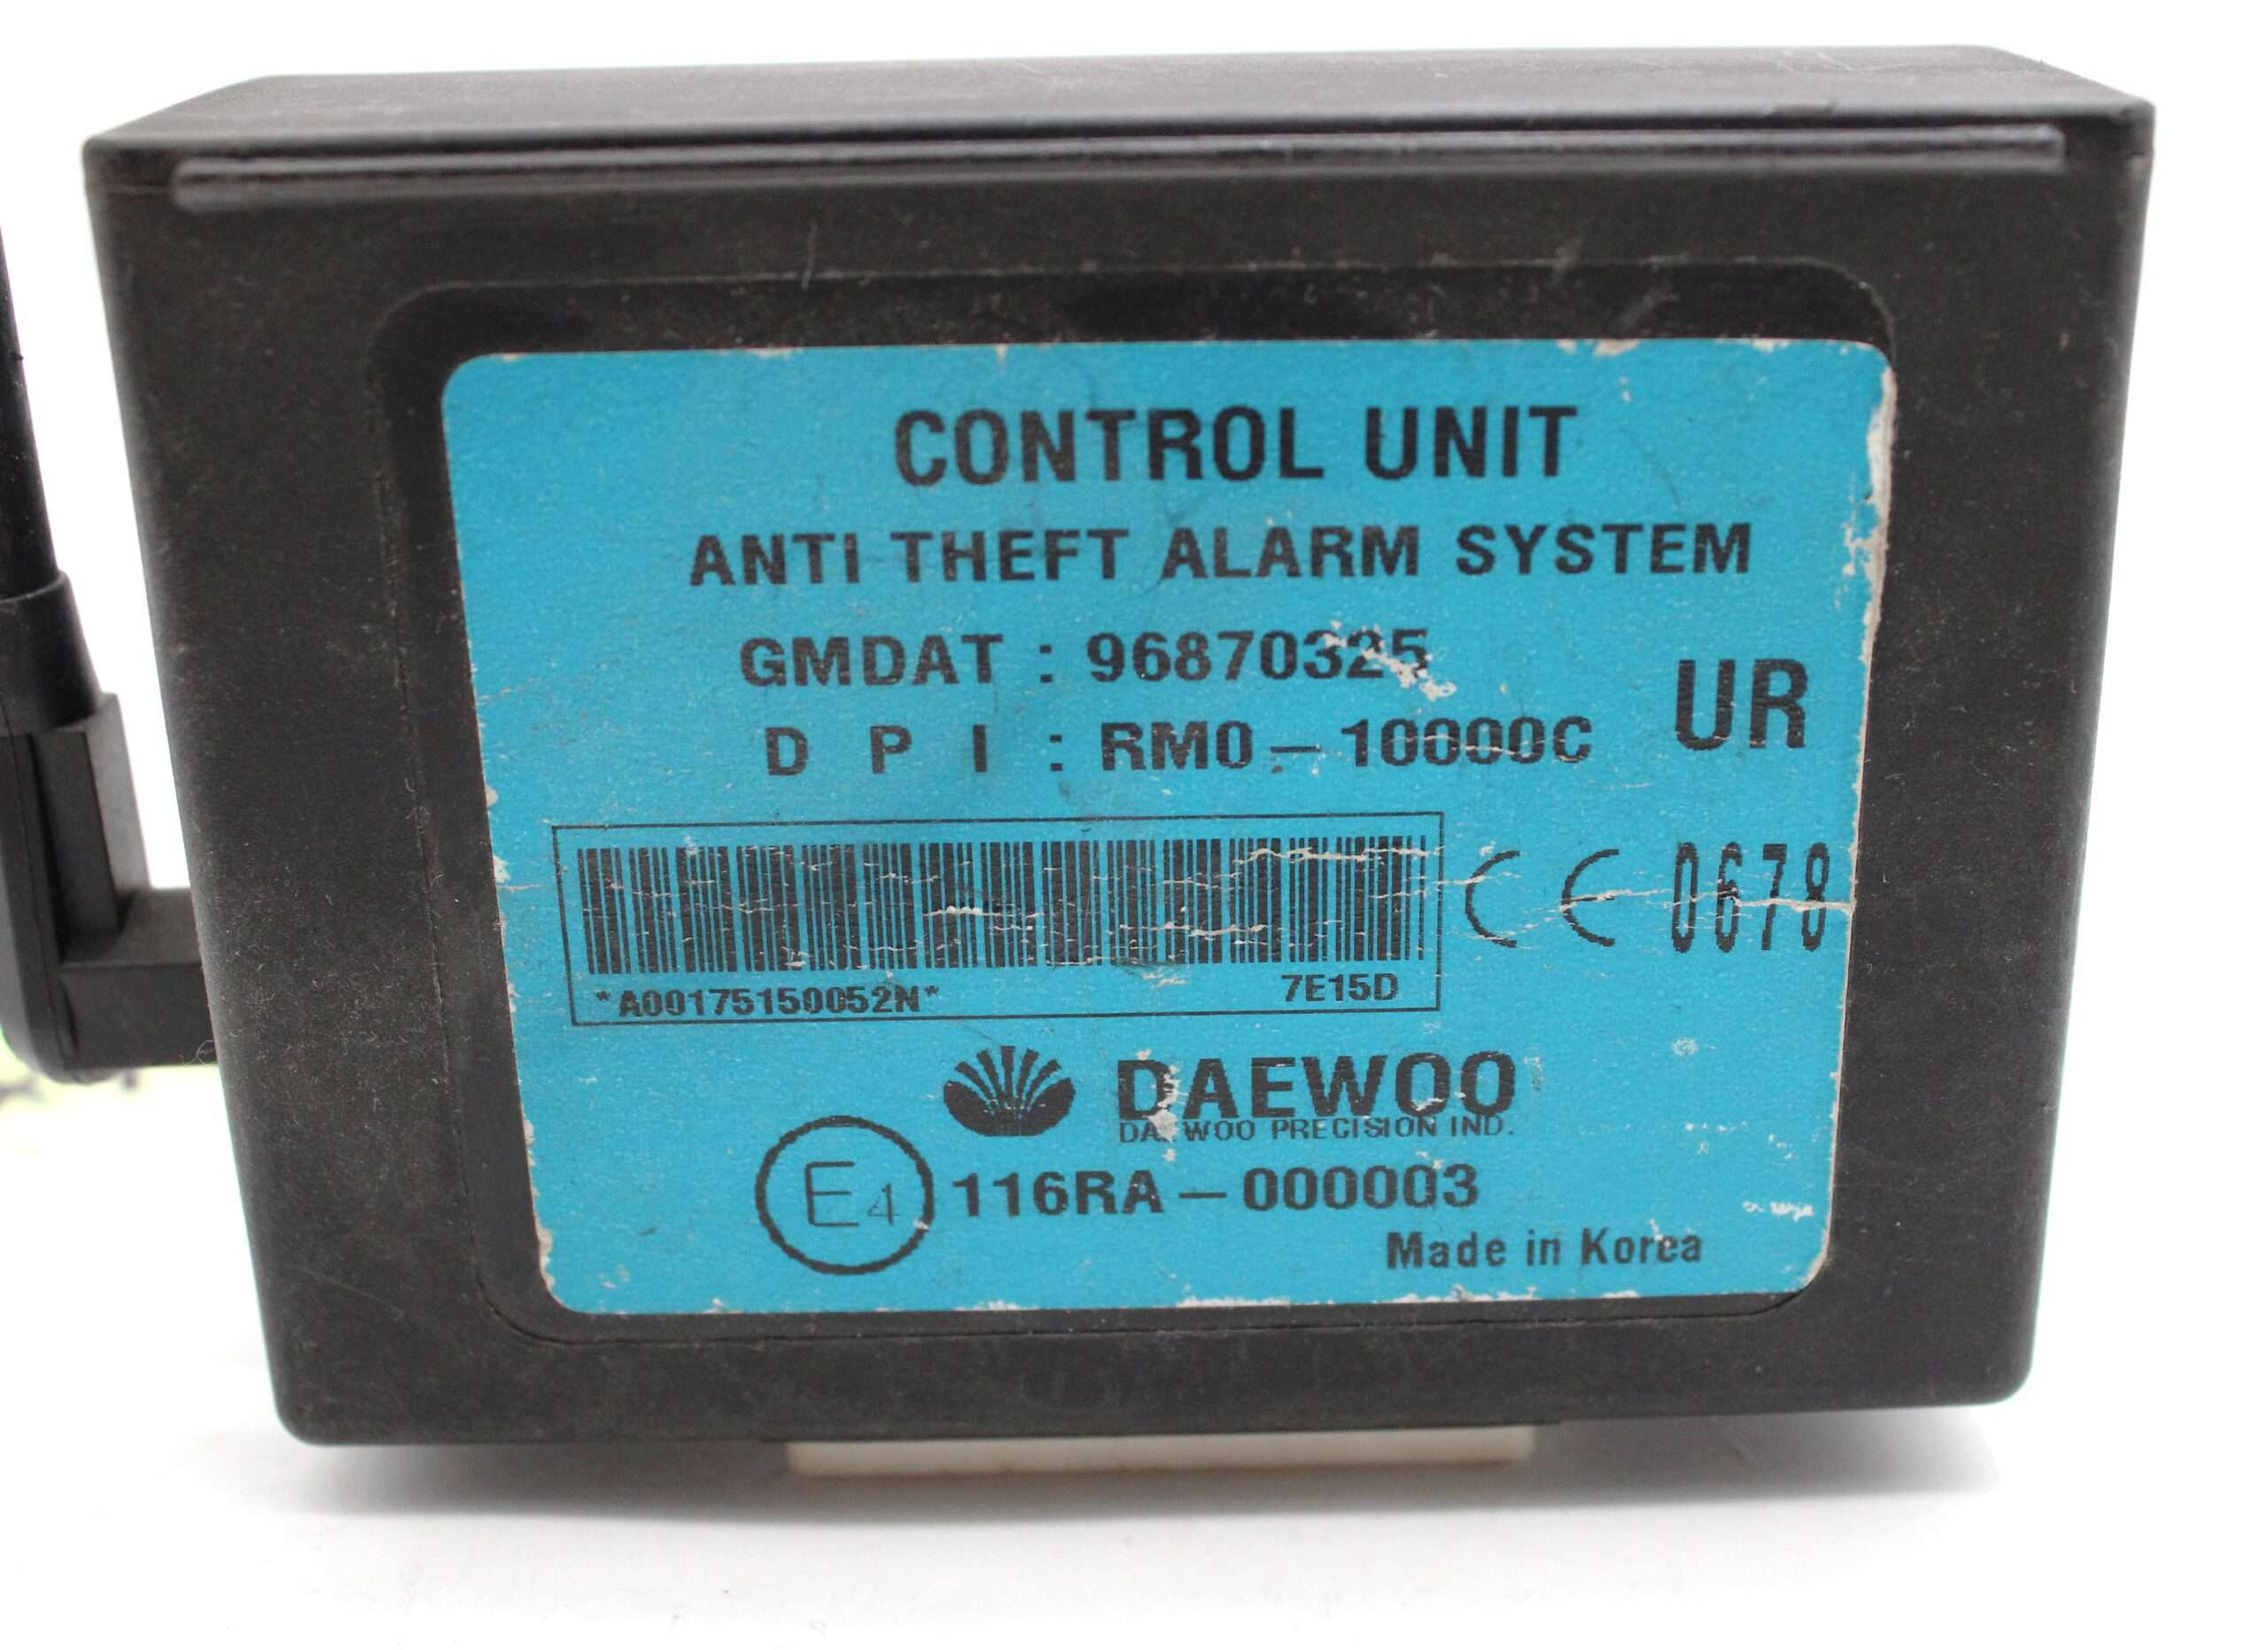 CONTROL UNIT
ANTI THEFT ALARM SYSTEM
GMDAT : 96870325
D P I : RM0-10000C
UR
*A00175150052N* 7E15D
CE 0678
DAEWOO
DAEWOO PRECISION IND.
E4 116RA-000003
Made in Korea